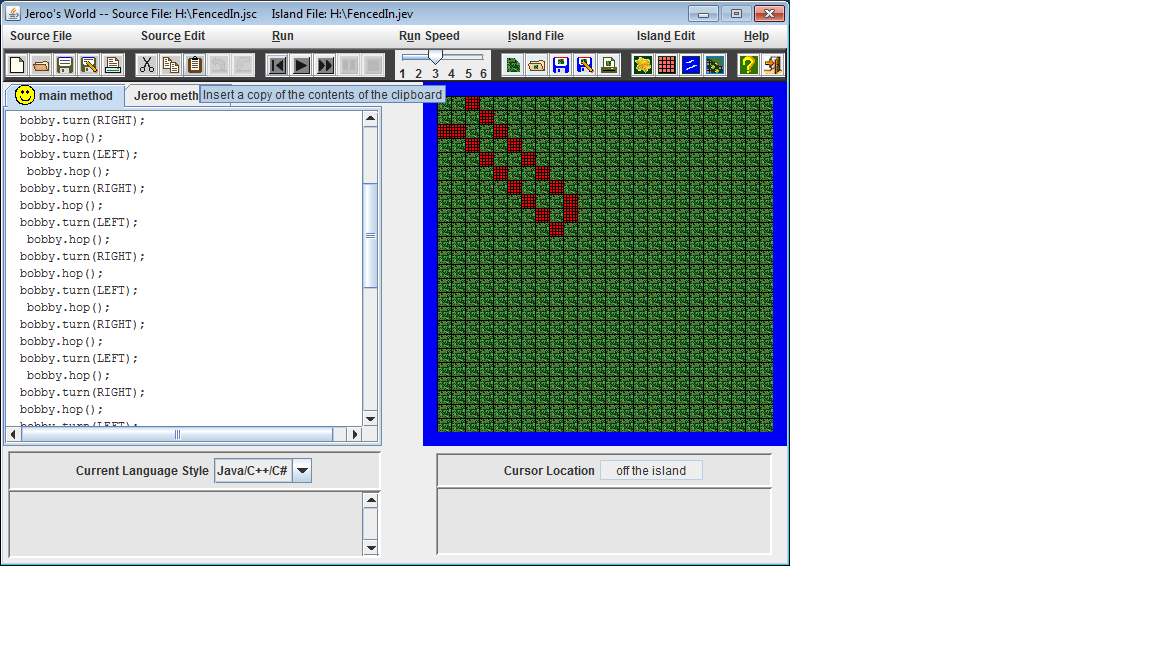 Jeroo's World -- Source File: H:\FencedIn.jsc    Island File: H:\FencedIn.jev
Source File Source Edit Run Run Speed Island File Island Edit Help
1 2 3 4 5 6
main method Jeroo meth Insert a copy of the contents of the clipboard
bobby.turn(RIGHT);
bobby.hop();
bobby.turn(LEFT);
bobby.hop();
bobby.turn(RIGHT);
bobby.hop();
bobby.turn(LEFT);
bobby.hop();
bobby.turn(RIGHT);
bobby.hop();
bobby.turn(LEFT);
bobby.hop();
bobby.turn(RIGHT);
bobby.hop();
bobby.turn(LEFT);
bobby.hop();
bobby.turn(RIGHT);
bobby.hop();
bobby.turn(LEFT);
Current Language Style Java/C++/C#
Cursor Location off the island